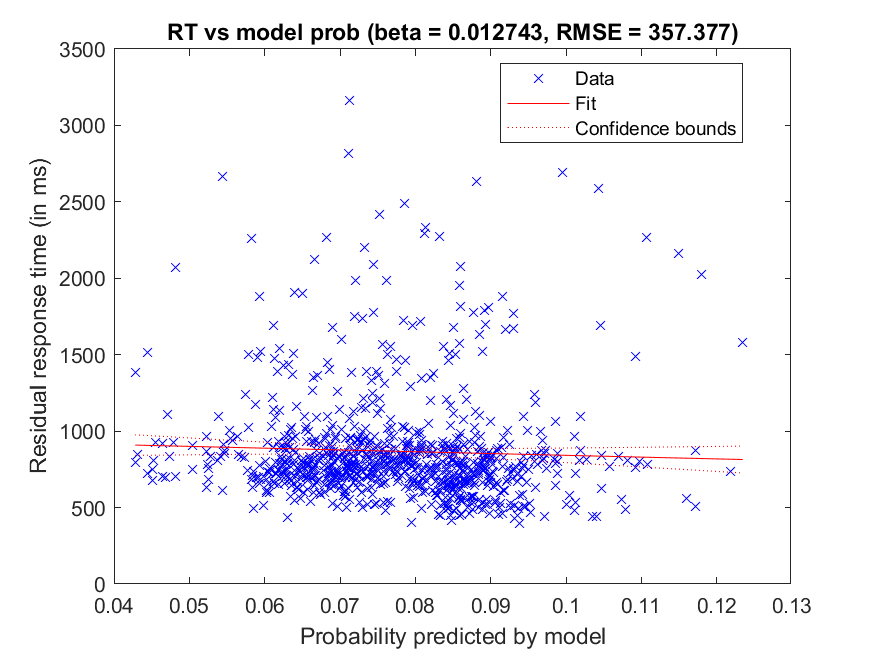 RT vs model prob (beta = 0.012743, RMSE = 357.377)
3500
3000
2500
2000
1500
1000
500
0
Residual response time (in ms)
Data
Fit
Confidence bounds
0.04 0.05 0.06 0.07 0.08 0.09 0.1 0.11 0.12 0.13
Probability predicted by model